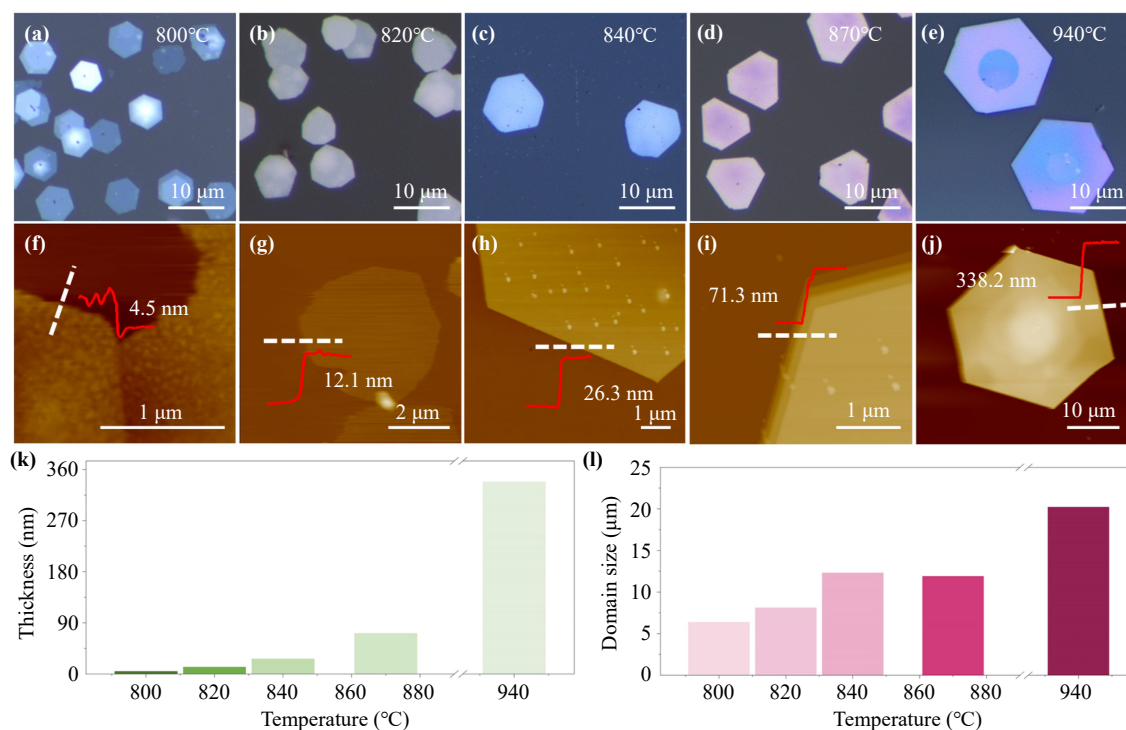 (a) 800℃
10 μm
(b) 820℃
10 μm
(c) 840℃
10 μm
(d) 870℃
10 μm
(e) 940℃
10 μm
(f)
4.5 nm
1 μm
(g)
12.1 nm
2 μm
(h)
26.3 nm
1 μm
(i)
71.3 nm
1 μm
(j)
338.2 nm
10 μm
(k)
Thickness (nm)
360
270
180
90
0
800 820 840 860 880 940
Temperature (℃)
(l)
Domain size (μm)
25
20
15
10
5
0
800 820 840 860 880 940
Temperature (℃)